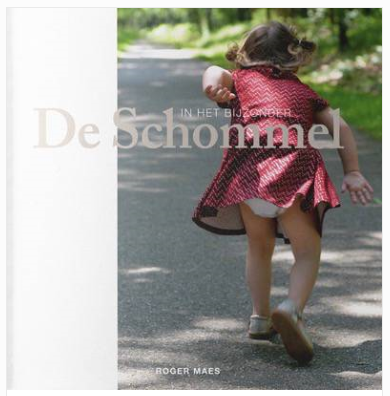 IN HET BIJZONDER
De Schommel
ROGER MAES